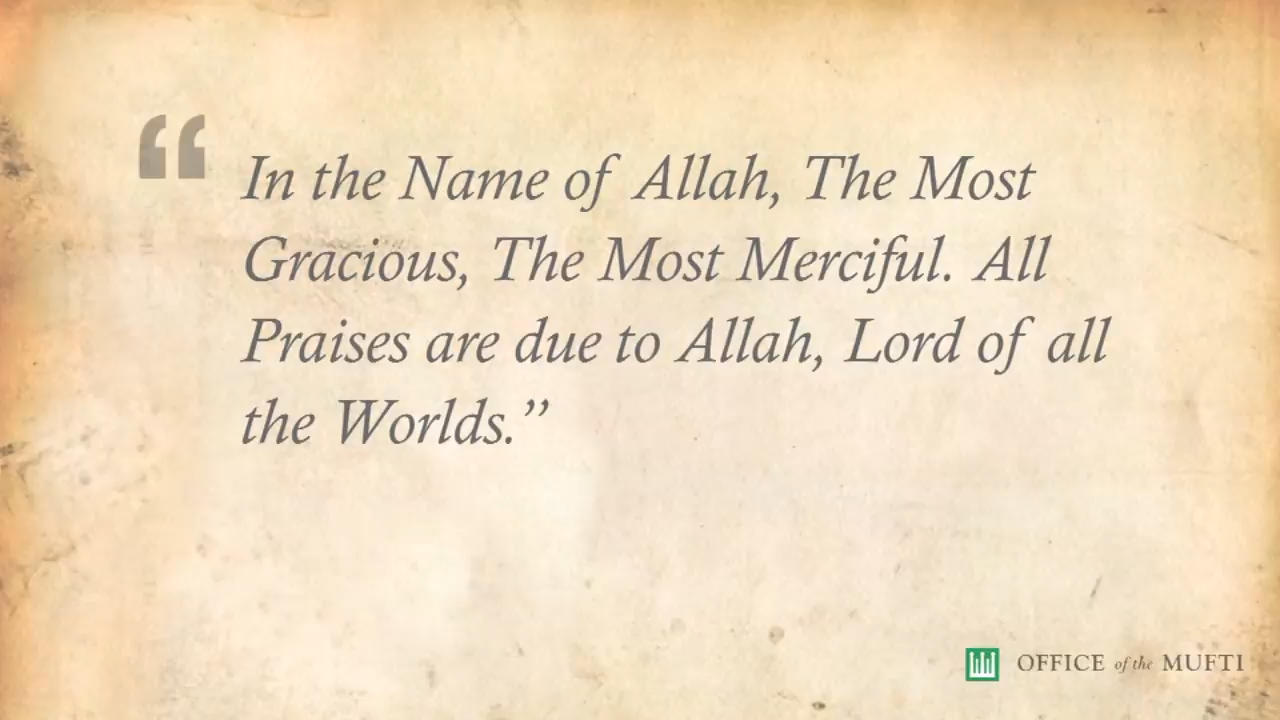 “In the Name of Allah, The Most
Gracious, The Most Merciful. All
Praises are due to Allah, Lord of all
the Worlds.”
OFFICE of the MUFTI